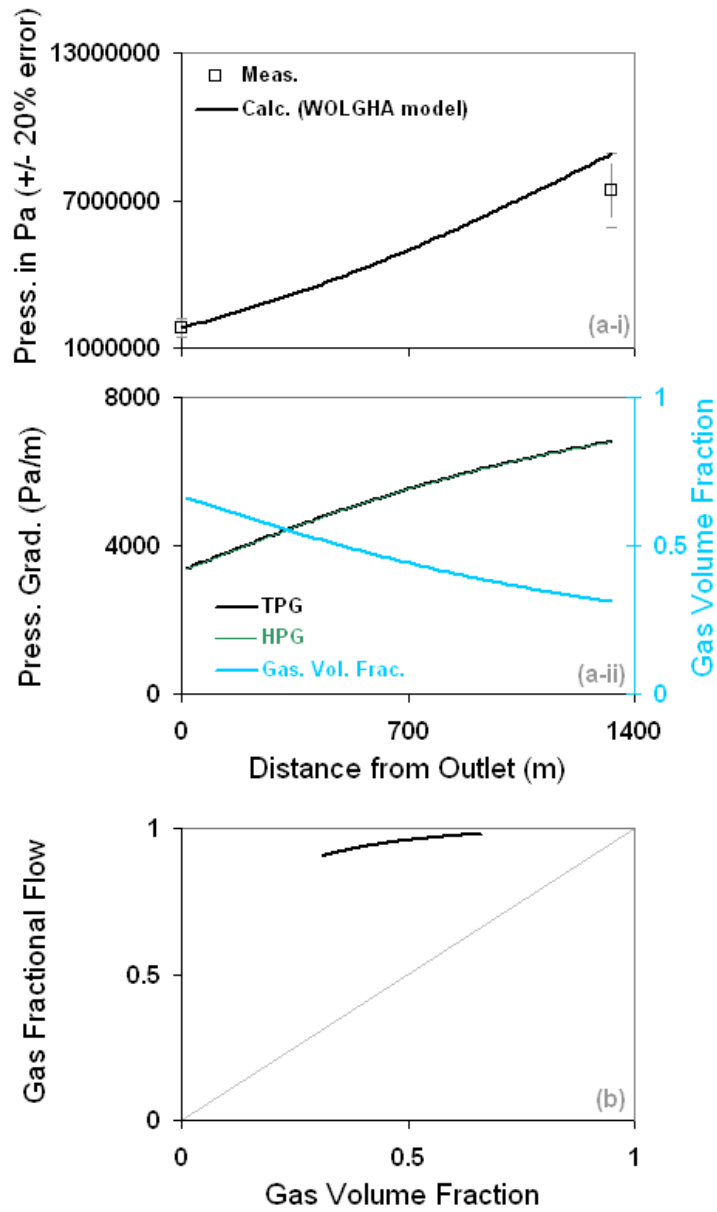 Press. in Pa (+/- 20% error)
13000000
7000000
1000000
Meas.
Calc. (WOLGHA model)
(a-i)
Press. Grad. (Pa/m)
8000
4000
0
TPG
HPG
Gas. Vol. Frac.
(a-ii)
1
0.5
0
Gas Volume Fraction
0
700
1400
Distance from Outlet (m)
Gas Fractional Flow
1
0.5
0
(b)
0
0.5
1
Gas Volume Fraction